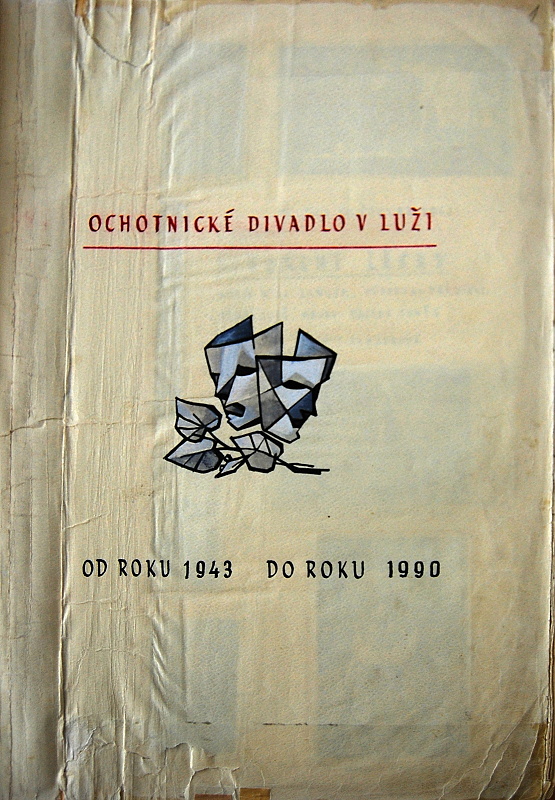 OCHOTNICKÉ DIVADLO V LUŽI
OD ROKU 1943 DO ROKU 1990